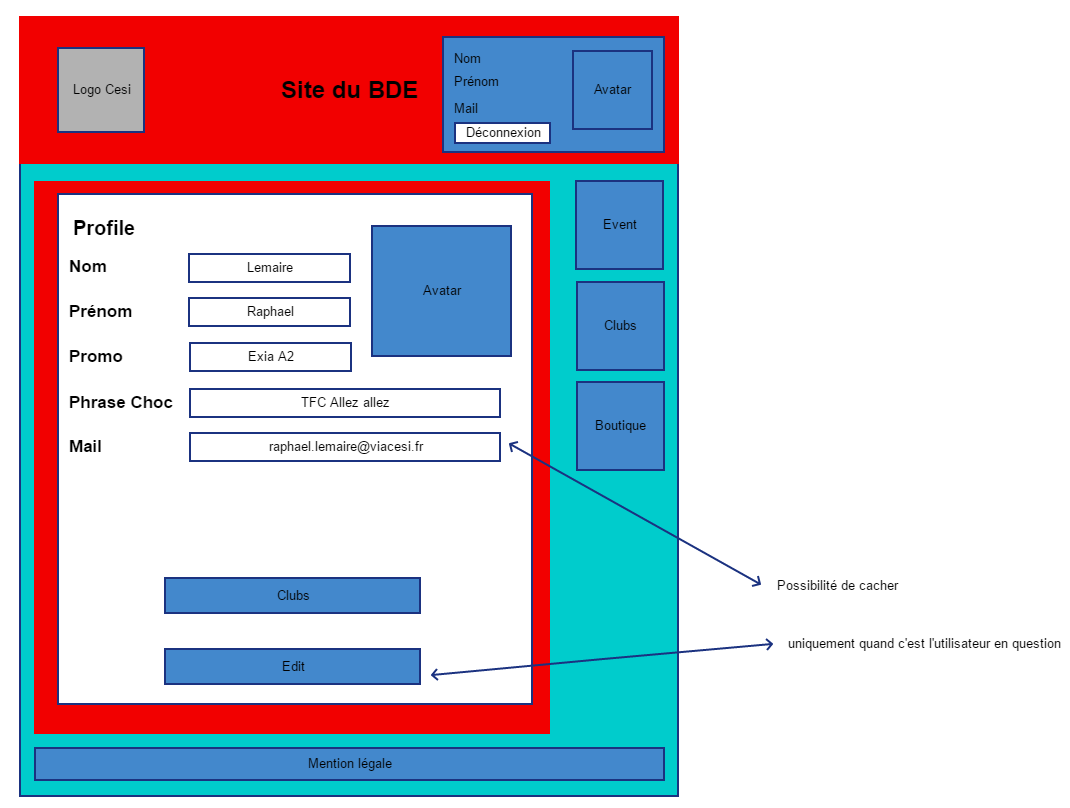 Logo Cesi
Site du BDE
Nom
Prénom
Mail
Déconnexion
Avatar
Profile
Nom
Lemaire
Prénom
Raphael
Promo
Exia A2
Avatar
Phrase Choc
TFC Allez allez
Mail
raphael.lemaire@viacesi.fr
Clubs
Edit
Event
Clubs
Boutique
Possibilité de cacher
uniquement quand c'est l'utilisateur en question
Mention légale